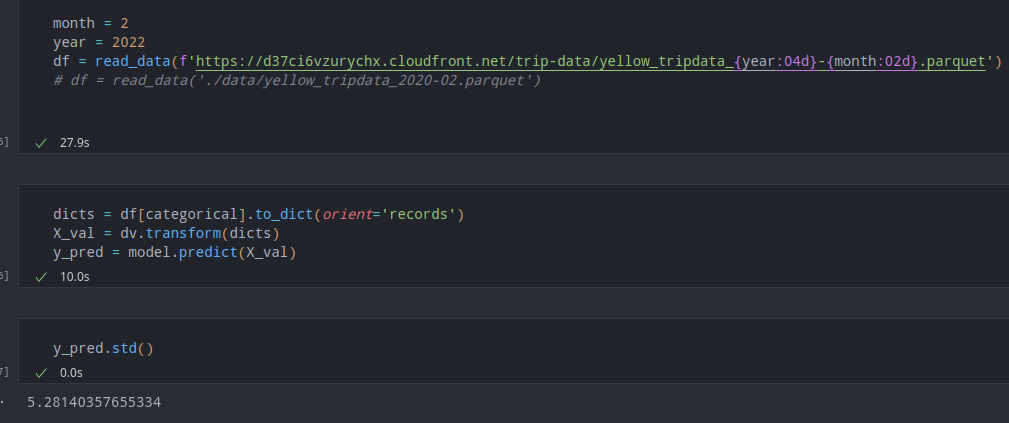 month = 2
year = 2022
df = read_data(f'https://d37ci6vzurychx.cloudfront.net/trip-data/yellow_tripdata_{year:04d}-{month:02d}.parquet')
# df = read_data('./data/yellow_tripdata_2020-02.parquet')
✓ 27.9s
dicts = df[categorical].to_dict(orient='records')
X_val = dv.transform(dicts)
y_pred = model.predict(X_val)
✓ 10.0s
y_pred.std()
7] ✓ 0.0s
5.28140357655334